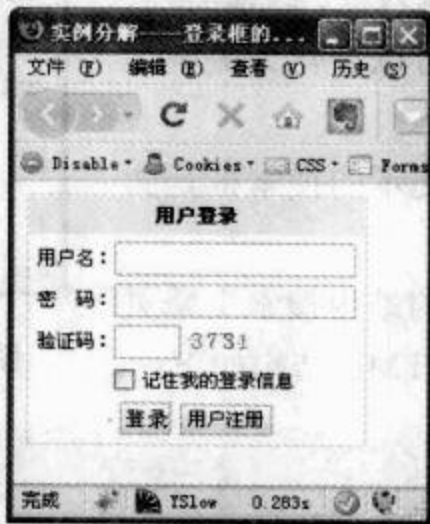 实例分解——登录框的...
文件 (F) 编辑 (E) 查看 (V) 历史 (S)
Disable Cookies CSS Forms
用户登录
用户名：
密 码：
验证码： 3731
记住我的登录信息
登录 用户注册
完成 YSlow 0.283s